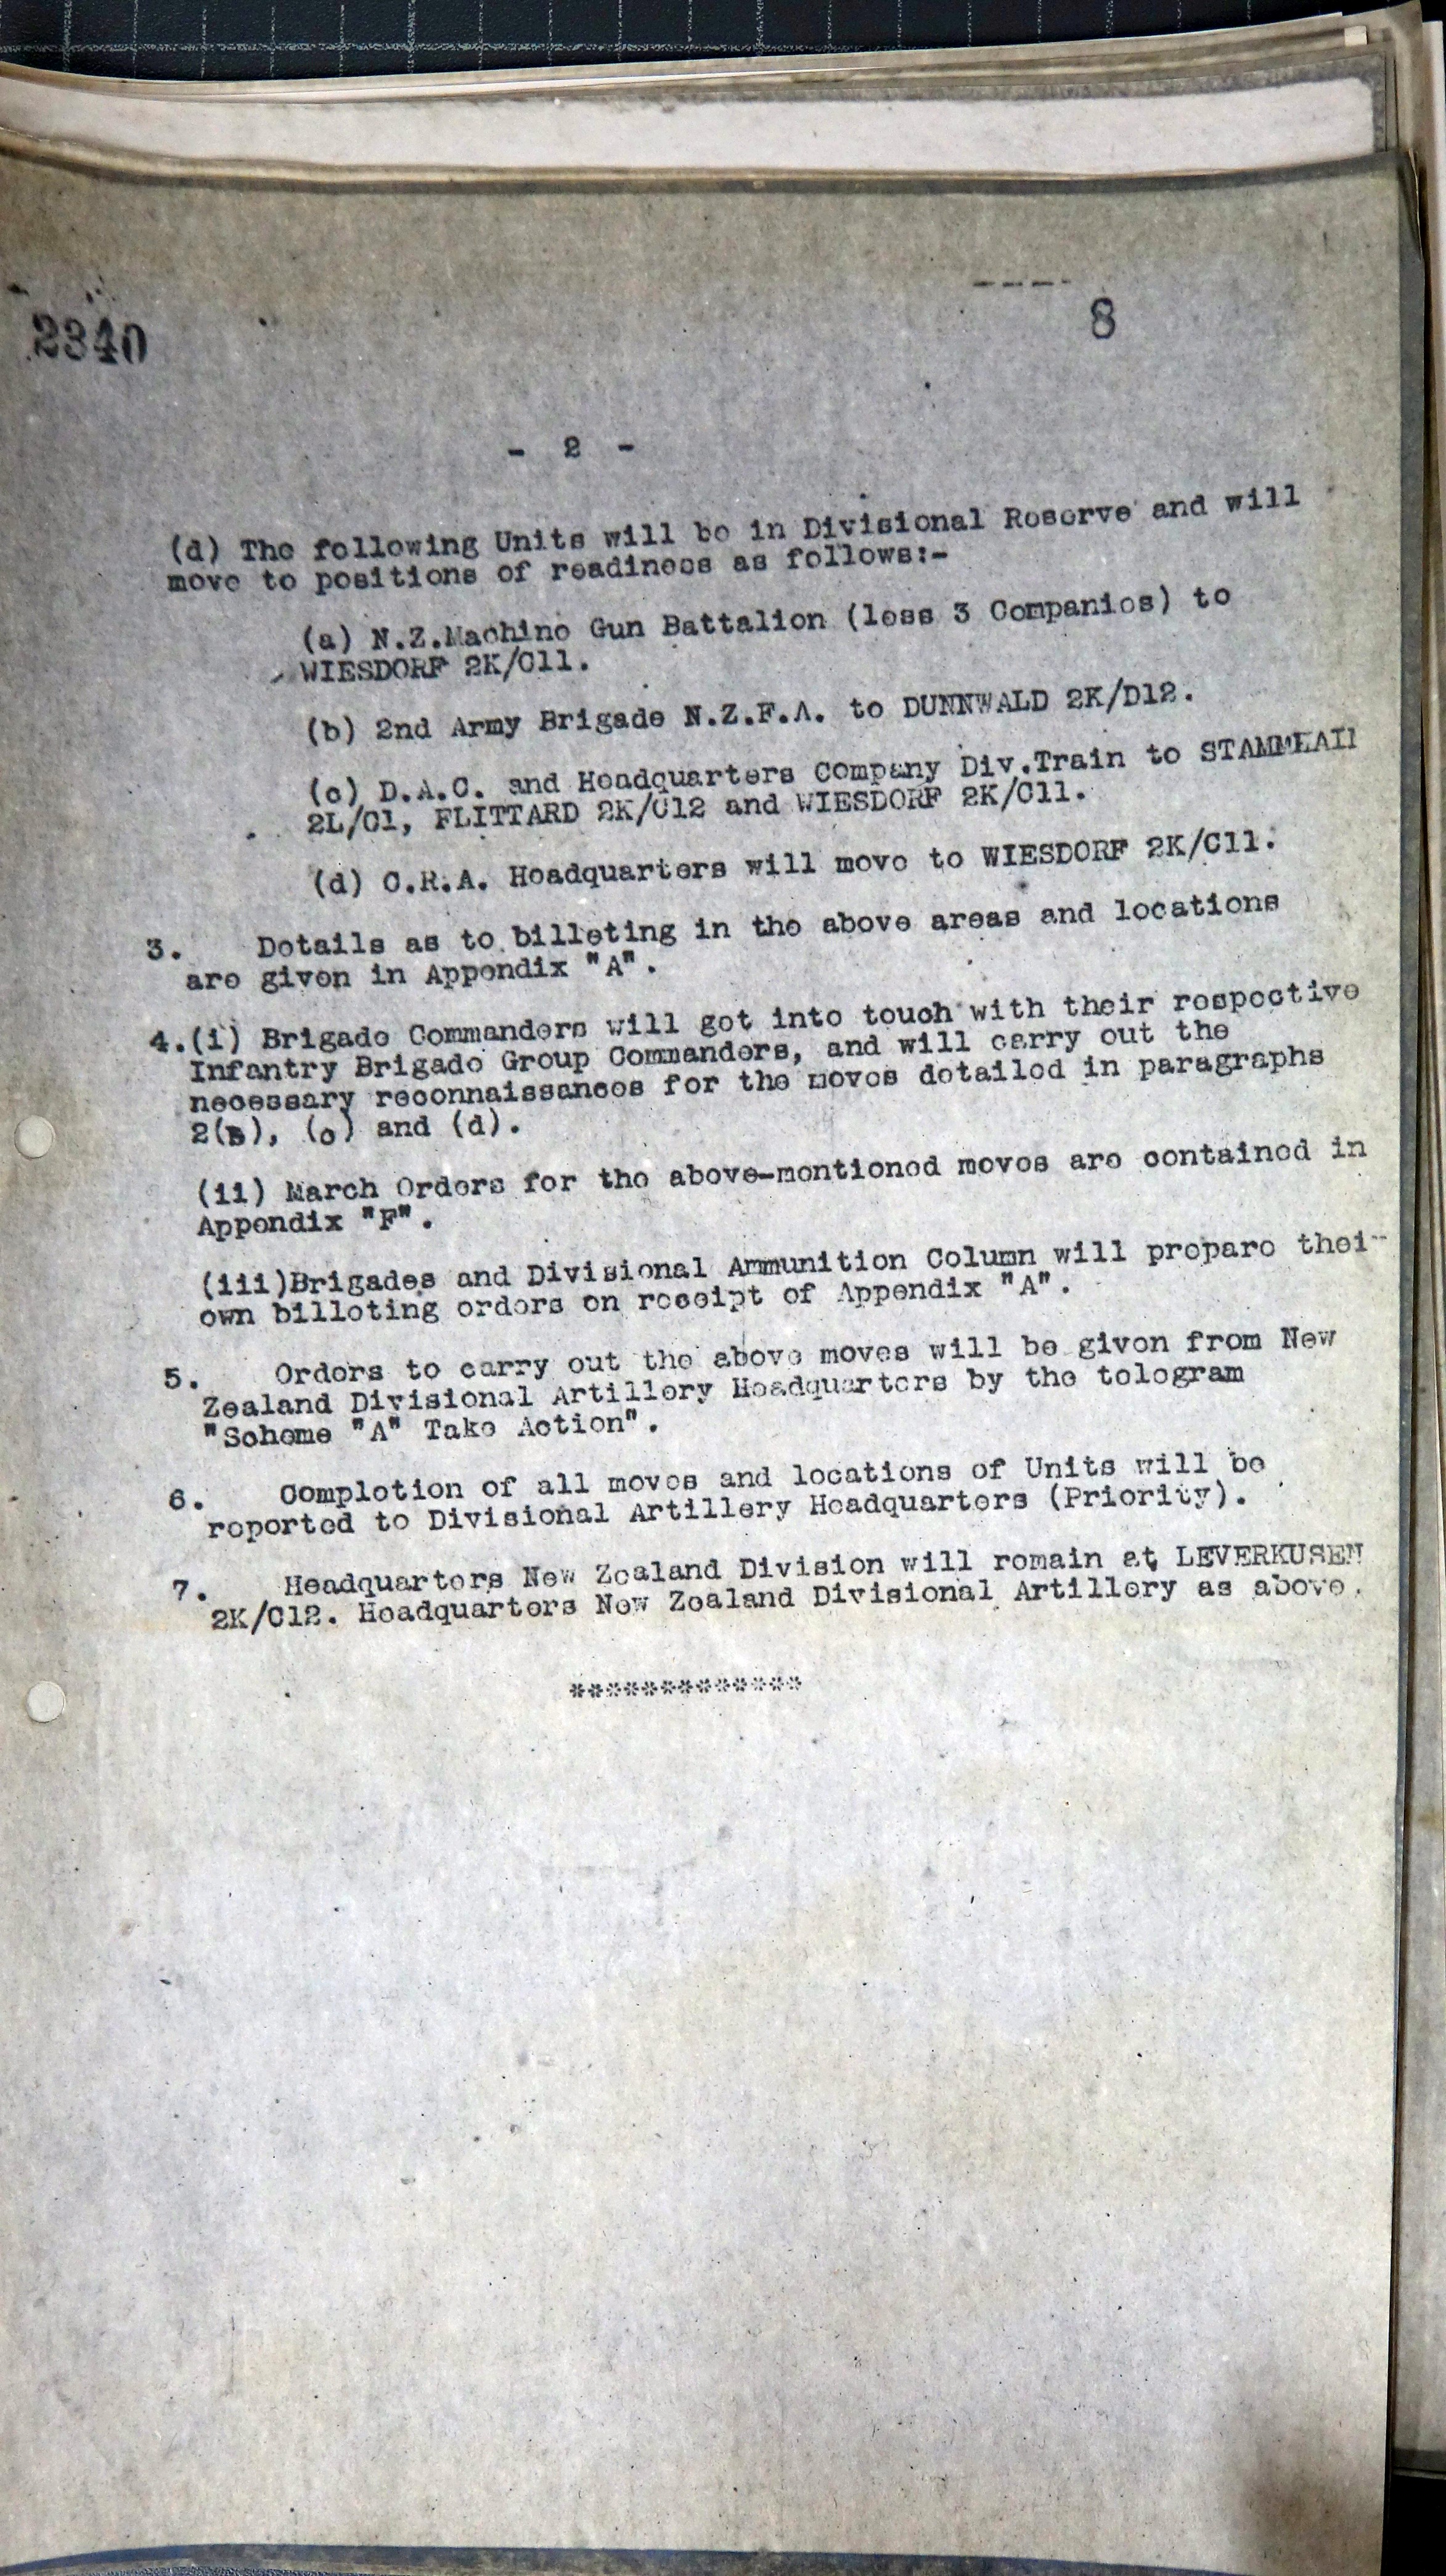 2340
8
- 2 -
(d) The following Units will be in Divisional Reserve and will
move to positions of readiness as follows:-
(a) N.Z.Machine Gun Battalion (less 3 Companies) to
WIESDORF 2K/C11.
(b) 2nd Army Brigade N.Z.F.A. to DUNNWALD 2K/D12.
(c) D.A.C. and Headquarters Company Div.Train to
2L/C1, FLITTARD 2K/C12 and WIESDORF 2K/C11.
(d) C.R.A. Headquarters will move to WIESDORF 2K/C11.
3. Details as to billeting in the above areas and locations
are given in Appendix "A".
4.(i) Brigade Commanders will get into touch with their respective
Infantry Brigade Group Commanders, and will carry out the
necessary reconnaissances for the moves detailed in paragraphs
2(B), (c) and (d).
(ii) March Orders for the above-mentioned moves are contained in
Appendix "F".
(iii)Brigades and Divisional Ammunition Column will prepare thei
own billeting orders on receipt of Appendix "A".
5. Orders to carry out the above moves will be given from New
Zealand Divisional Artillery Headquarters by the telegram
"Scheme "A" Take Action".
6. Completion of all moves and locations of Units will be
reported to Divisional Artillery Headquarters (Priority).
7. Headquarters New Zealand Division will remain at LEVERKUSEN
2K/C12. Headquarters New Zealand Divisional Artillery as above.
*************